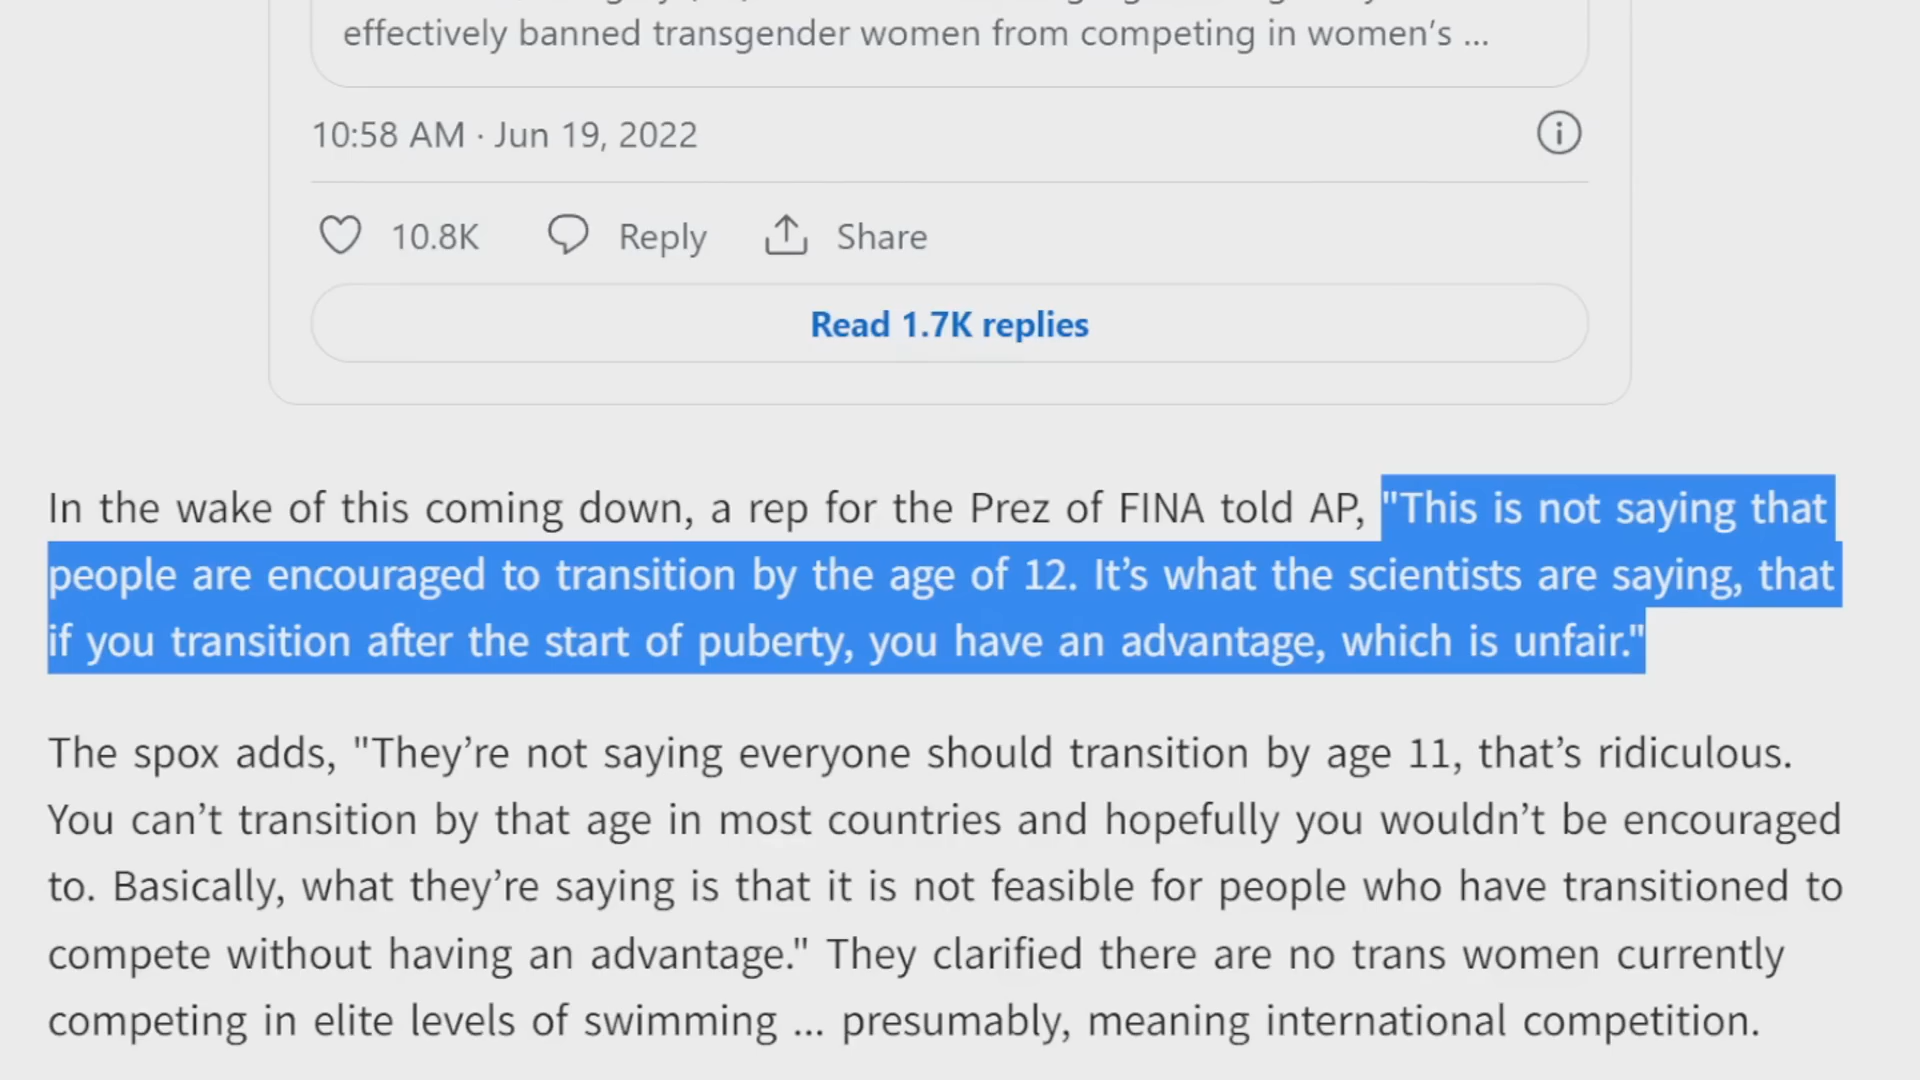 effectively banned transgender women from competing in women’s ...
10:58 AM · Jun 19, 2022
10.8K Reply Share
Read 1.7K replies
In the wake of this coming down, a rep for the Prez of FINA told AP, "This is not saying that
people are encouraged to transition by the age of 12. It’s what the scientists are saying, that
if you transition after the start of puberty, you have an advantage, which is unfair."
The spox adds, "They’re not saying everyone should transition by age 11, that’s ridiculous.
You can’t transition by that age in most countries and hopefully you wouldn’t be encouraged
to. Basically, what they’re saying is that it is not feasible for people who have transitioned to
compete without having an advantage." They clarified there are no trans women currently
competing in elite levels of swimming ... presumably, meaning international competition.